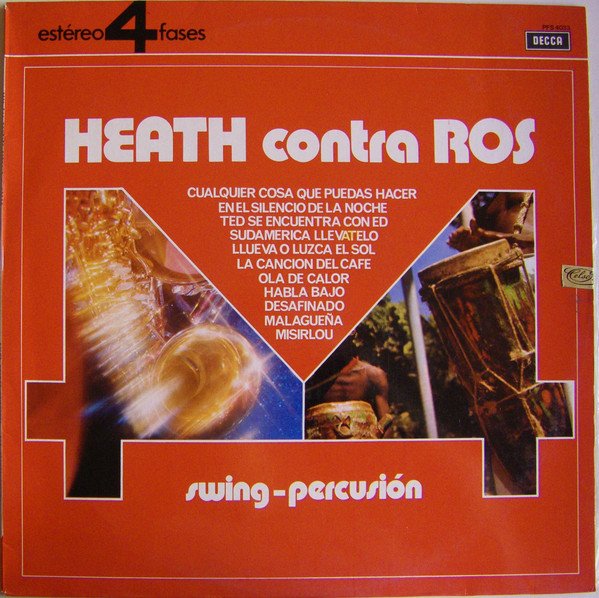 estéreo 4 fases
PFS 4033
DECCA
HEATH contra ROS
CUALQUIER COSA QUE PUEDAS HACER
EN EL SILENCIO DE LA NOCHE
TED SE ENCUENTRA CON ED
SUDAMERICA LLEVATELO
LLUEVA O LUZCA EL SOL
LA CANCION DEL CAFE
OLA DE CALOR
HABLA BAJO
DESAFINADO
MALAGUEÑA
MISIRLOU
swing-percusión